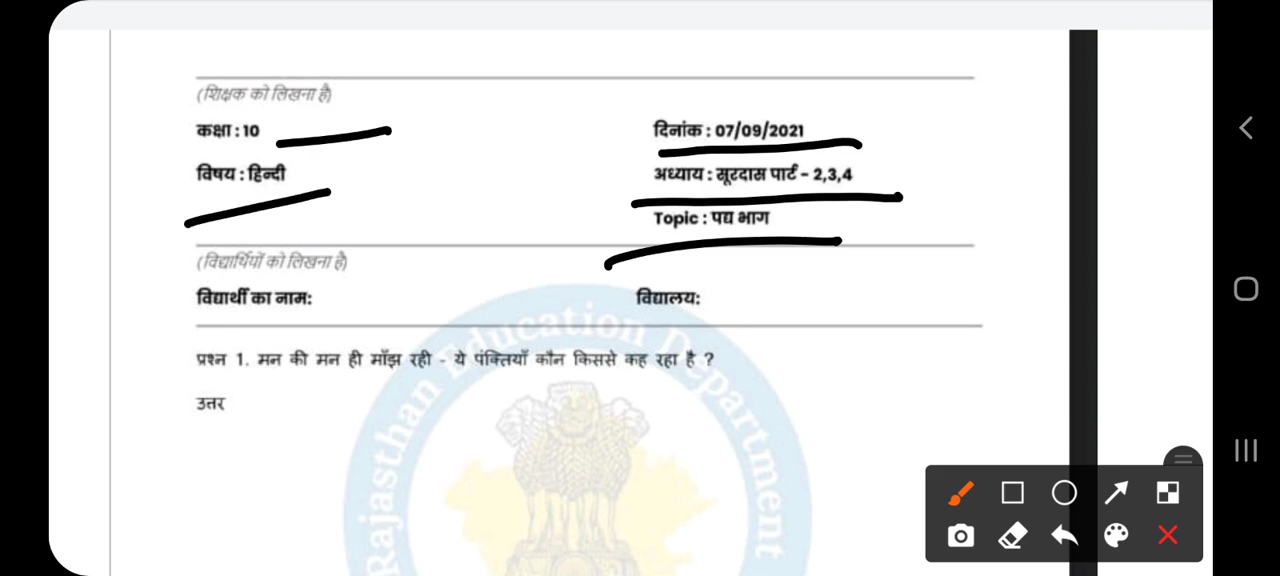 (शिक्षक को लिखना है)
कक्षा : 10
दिनांक : 07/09/2021
विषय : हिन्दी
अध्याय : सूरदास पार्ट - 2,3,4
Topic : पद्य भाग
(विद्यार्थियों को लिखना है)
विद्यार्थी का नाम:
विद्यालय:
प्रश्न 1. मन की मन ही माँझ रही - ये पंक्तियाँ कौन किससे कह रहा है ?
उत्तर
Rajasthan Education Department